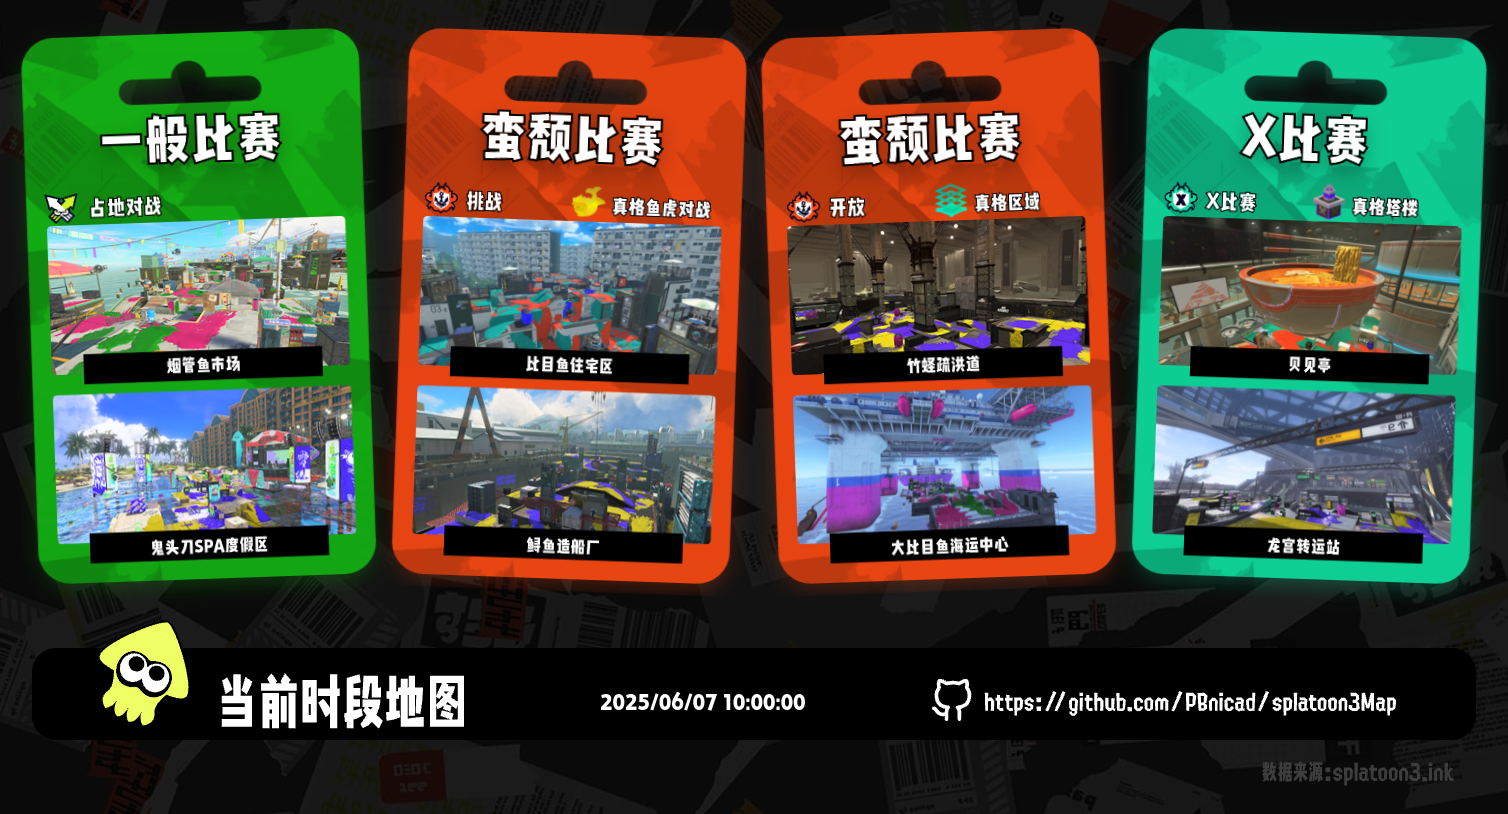 一般比赛
占地对战
烟管鱼市场
鬼头刀SPA度假区
蛮颓比赛
挑战
真格鱼虎对战
比目鱼住宅区
鲟鱼造船厂
蛮颓比赛
开放
真格区域
竹蛏疏洪道
大比目鱼海运中心
X比赛
X比赛
真格塔楼
贝见亭
龙宫转运站
当前时段地图
2025/06/07 10:00:00
https://github.com/PBnicad/splatoon3Map
数据来源:splatoon3.ink